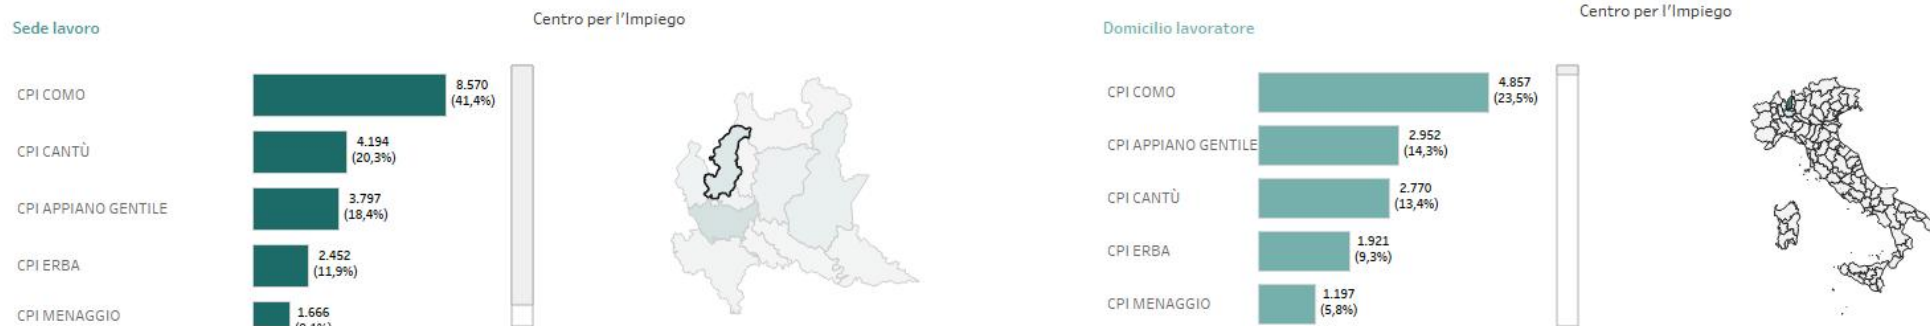 Sede lavoro
Centro per l'Impiego
CPI COMO
8.570
(41,4%)
CPI CANTÙ
4.194
(20,3%)
CPI APPIANO GENTILE
3.797
(18,4%)
CPI ERBA
2.452
(11,9%)
CPI MENAGGIO
1.666
Domicilio lavoratore
Centro per l'Impiego
CPI COMO
4.857
(23,5%)
CPI APPIANO GENTILE
2.952
(14,3%)
CPI CANTÙ
2.770
(13,4%)
CPI ERBA
1.921
(9,3%)
CPI MENAGGIO
1.197
(5,8%)